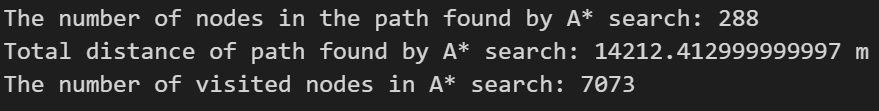 The number of nodes in the path found by A* search: 288
Total distance of path found by A* search: 14212.412999999997 m
The number of visited nodes in A* search: 7073